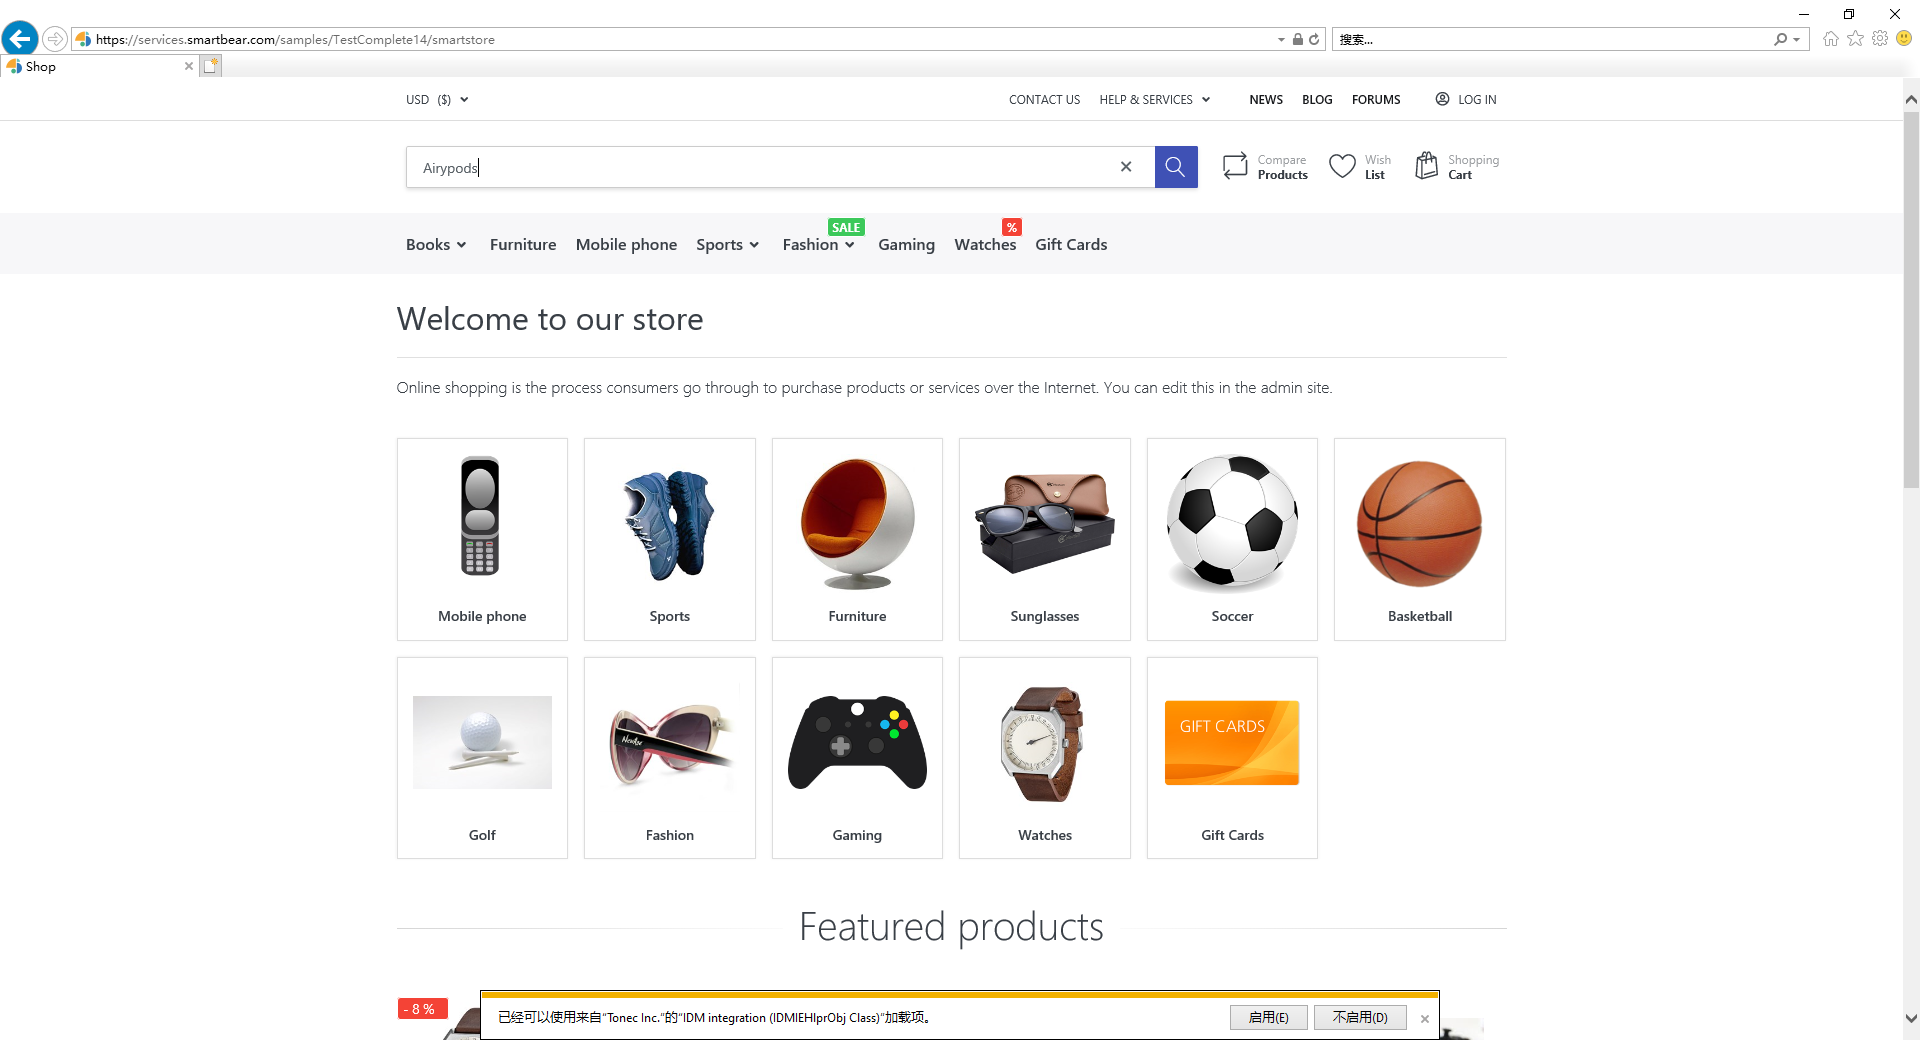 https://services.smartbear.com/samples/TestComplete14/smartstore
搜索...
Shop
USD ($)
CONTACT US
HELP & SERVICES
NEWS
BLOG
FORUMS
LOG IN
Airypods
Compare
Products
Wish
List
Shopping
Cart
SALE
%
Books
Furniture
Mobile phone
Sports
Fashion
Gaming
Watches
Gift Cards
Welcome to our store
Online shopping is the process consumers go through to purchase products or services over the Internet. You can edit this in the admin site.
Mobile phone
Sports
Furniture
Sunglasses
Soccer
Basketball
GIFT CARDS
Golf
Fashion
Gaming
Watches
Gift Cards
Featured products
- 8 %
已经可以使用来自“Tonec Inc.”的“IDM integration (IDMIEHlprObj Class)”加载项。
启用(E)
不启用(D)